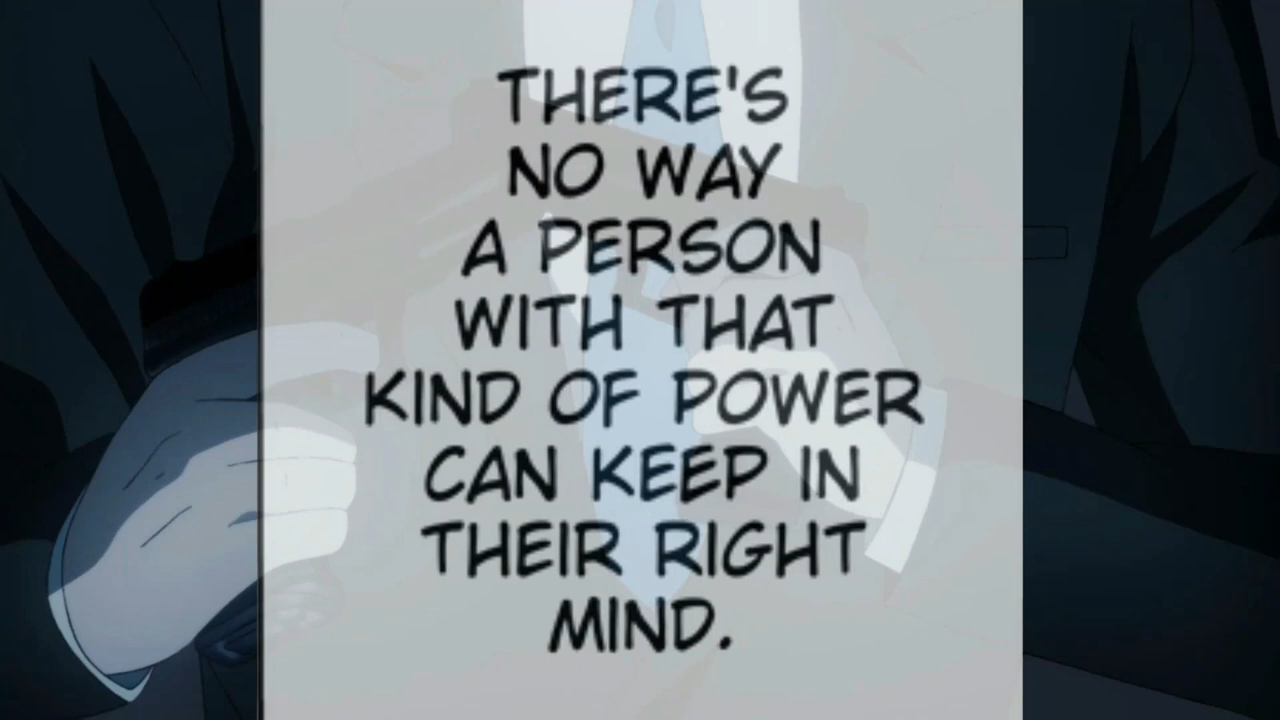 THERE'S
NO WAY
A PERSON
WITH THAT
KIND OF POWER
CAN KEEP IN
THEIR RIGHT
MIND.